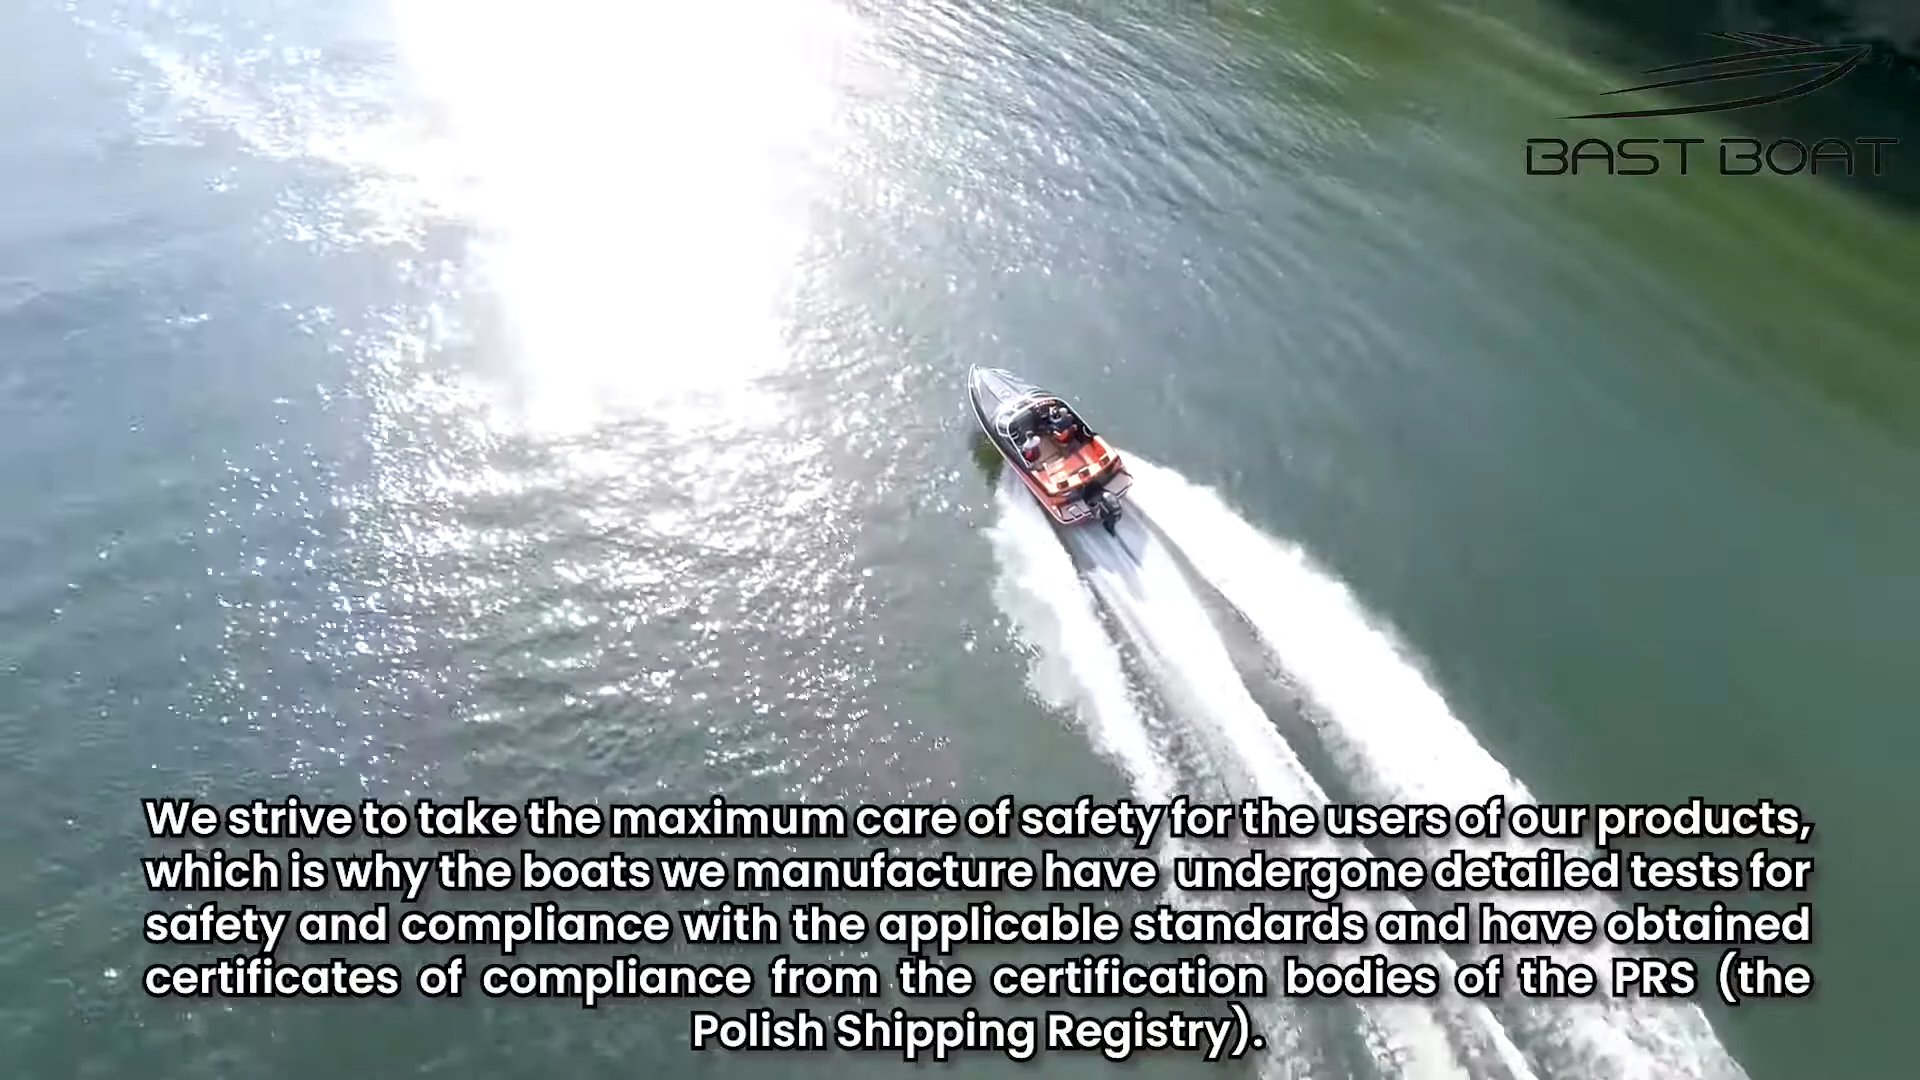 BAST BOAT
We strive to take the maximum care of safety for the users of our products,
which is why the boats we manufacture have undergone detailed tests for
safety and compliance with the applicable standards and have obtained
certificates of compliance from the certification bodies of the PRS (the
Polish Shipping Registry).